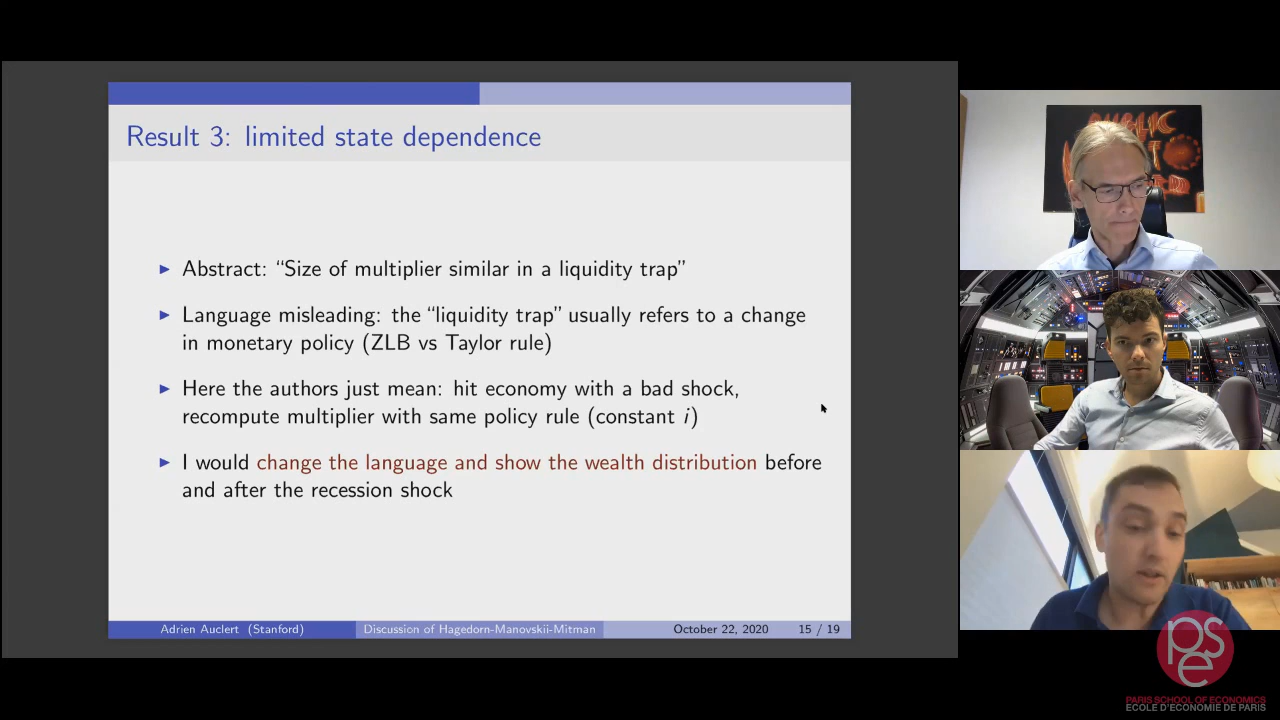 Result 3: limited state dependence
▶ Abstract: “Size of multiplier similar in a liquidity trap”
▶ Language misleading: the “liquidity trap” usually refers to a change
in monetary policy (ZLB vs Taylor rule)
▶ Here the authors just mean: hit economy with a bad shock,
recompute multiplier with same policy rule (constant i)
▶ I would change the language and show the wealth distribution before
and after the recession shock
Adrien Auclert (Stanford) Discussion of Hagedorn-Manovskii-Mitman October 22, 2020 15 / 19
PUBLIC
pse
PARIS SCHOOL OF ECONOMICS
ECOLE D'ECONOMIE DE PARIS